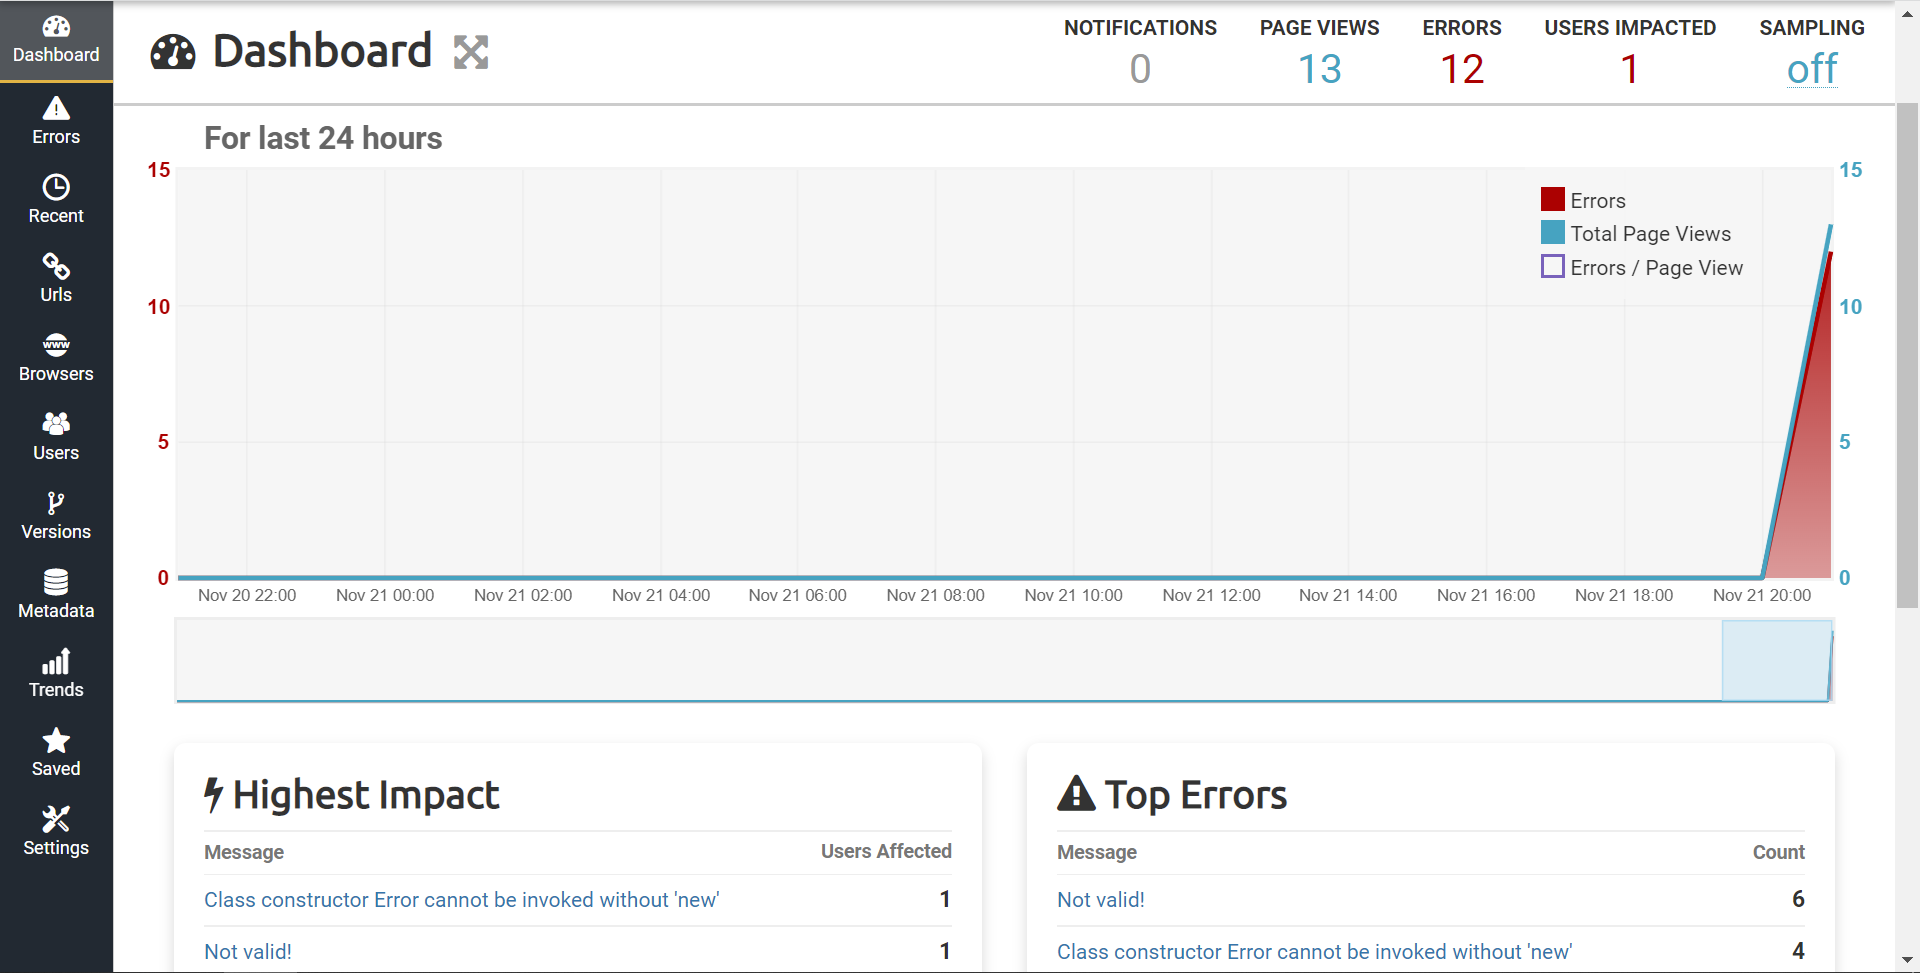 Dashboard
Errors
Recent
Urls
www
Browsers
Users
Versions
Metadata
Trends
Saved
Settings
Dashboard
NOTIFICATIONS
0
PAGE VIEWS
13
ERRORS
12
USERS IMPACTED
1
SAMPLING
off
For last 24 hours
15
10
5
0
15
10
5
0
Errors
Total Page Views
Errors / Page View
Nov 20 22:00 Nov 21 00:00 Nov 21 02:00 Nov 21 04:00 Nov 21 06:00 Nov 21 08:00 Nov 21 10:00 Nov 21 12:00 Nov 21 14:00 Nov 21 16:00 Nov 21 18:00 Nov 21 20:00
Highest Impact
Message Users Affected
Class constructor Error cannot be invoked without 'new' 1
Not valid! 1
Top Errors
Message Count
Not valid! 6
Class constructor Error cannot be invoked without 'new' 4